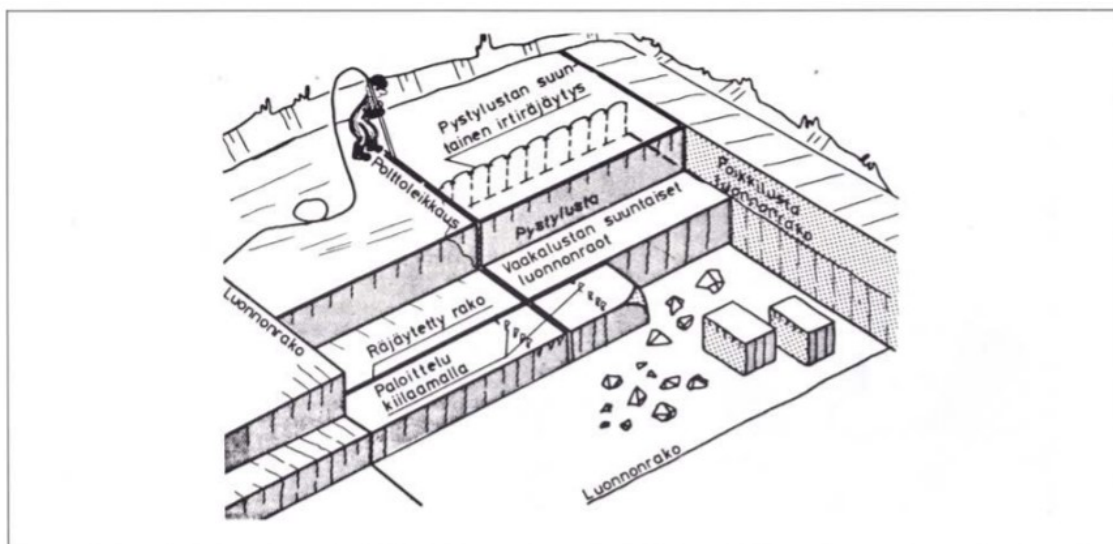 Pystylustan suun-
tainen irtiräjäytys
Polttoleikkaus
Pystylusta
Poikkilusta
luonnonrako
Vaakalustan suuntaiset
luonnonraot
Luonnonrako
Räjäytetty rako
Paloittelu
kiilaamalla
Luonnonrako